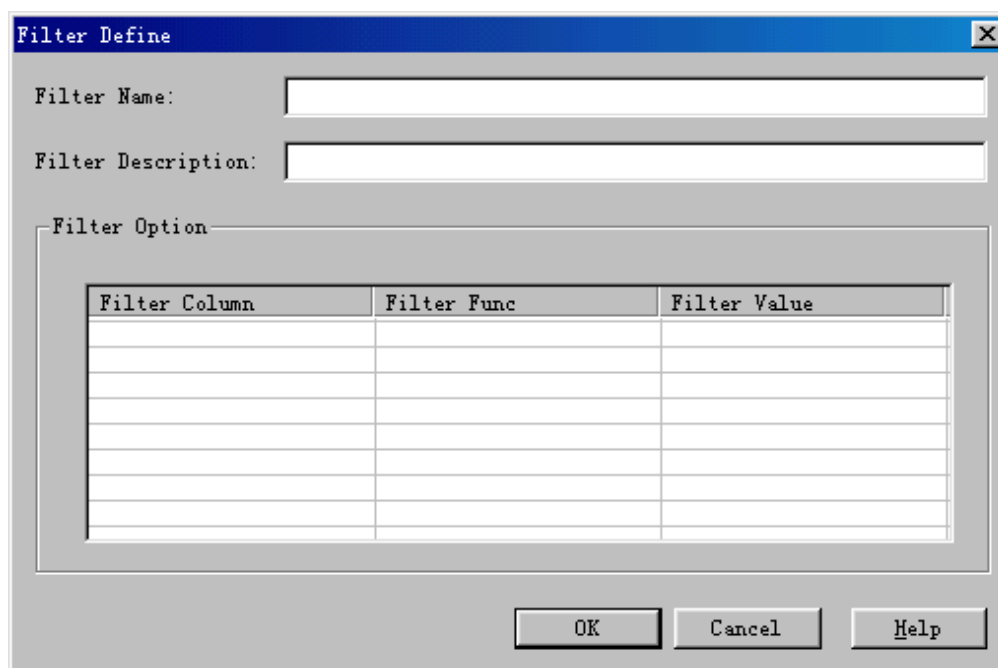 Filter Define
Filter Name:
Filter Description:
Filter Option
Filter Column Filter Func Filter Value
OK Cancel Help